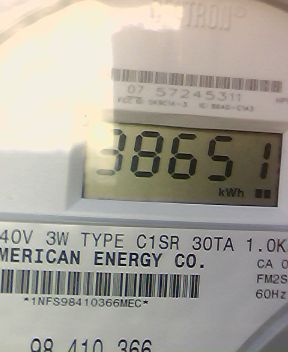 07 57245311
38651
kWh
40V 3W TYPE C1SR 30TA 1.0K
MERICAN ENERGY CO.
CA 0
FM2S
60Hz
*1NFS98410366MEC*
98 410 366